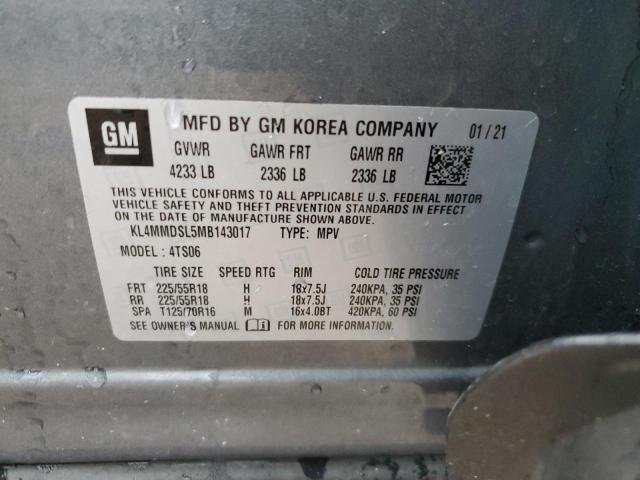 GM MFD BY GM KOREA COMPANY 01/21
GVWR GAWR FRT GAWR RR
4233 LB 2336 LB 2336 LB
THIS VEHICLE CONFORMS TO ALL APPLICABLE U.S. FEDERAL MOTOR
VEHICLE SAFETY AND THEFT PREVENTION STANDARDS IN EFFECT
ON THE DATE OF MANUFACTURE SHOWN ABOVE.
KL4MMDSL5MB143017 TYPE: MPV
MODEL: 4TS06
TIRE SIZE SPEED RTG RIM COLD TIRE PRESSURE
FRT 225/55R18 H 18x7.5J 240KPA, 35 PSI
RR 225/55R18 H 18x7.5J 240KPA, 35 PSI
SPA T125/70R16 M 16x4.0BT 420KPA, 60 PSI
SEE OWNER'S MANUAL FOR MORE INFORMATION.